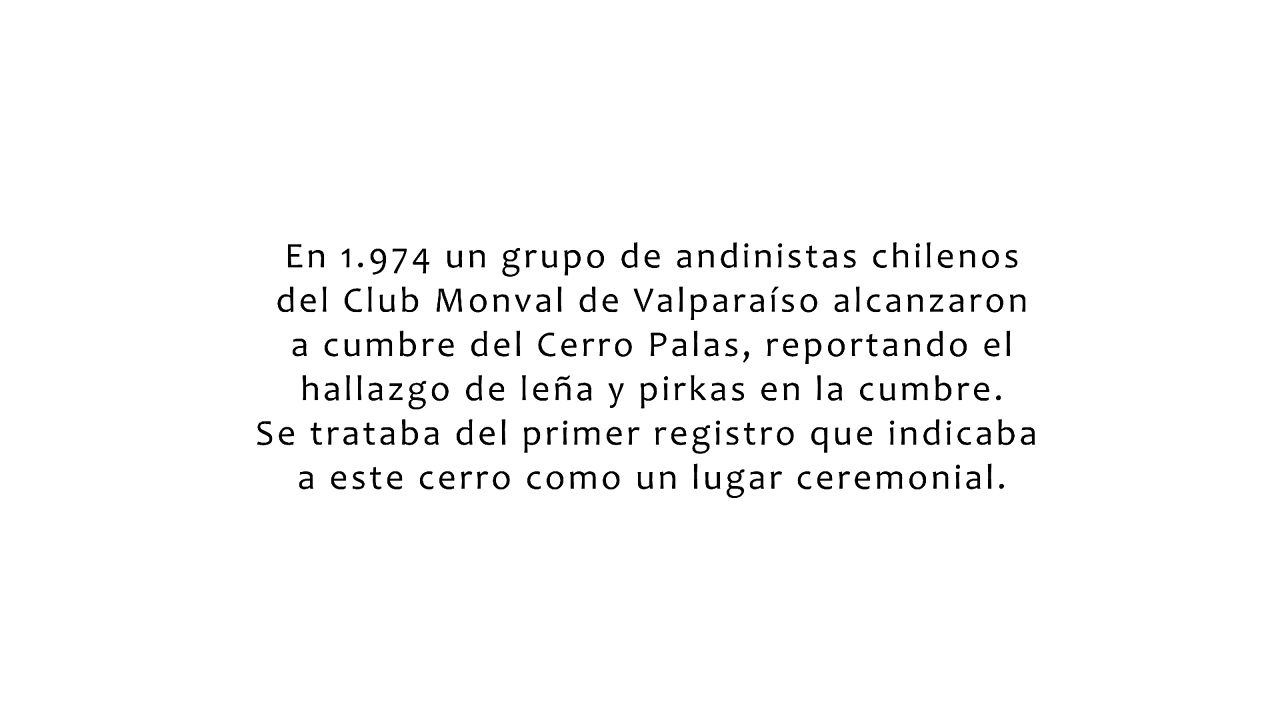 En 1.974 un grupo de andinistas chilenos
del Club Monval de Valparaíso alcanzaron
a cumbre del Cerro Palas, reportando el
hallazgo de leña y pirkas en la cumbre.
Se trataba del primer registro que indicaba
a este cerro como un lugar ceremonial.